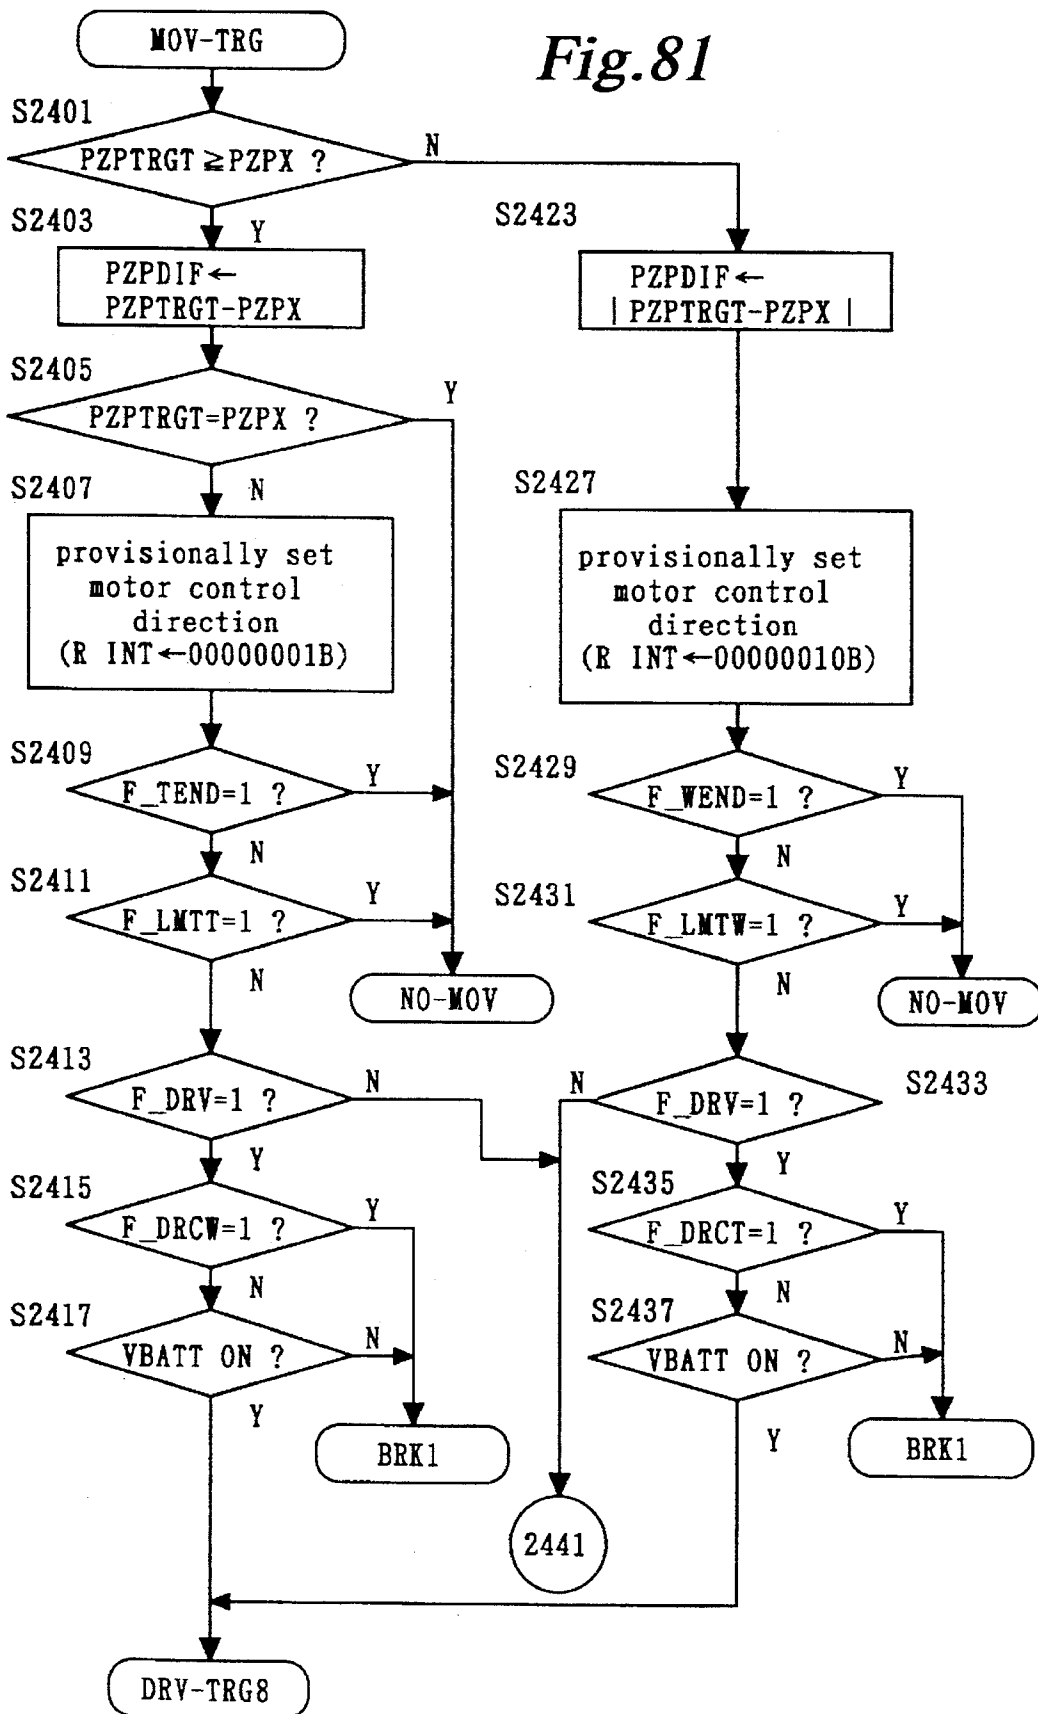 MOV-TRG
Fig.81
S2401
PZPTRGT≧PZPX ?
N
S2403
Y
S2423
PZPDIF←
PZPTRGT-PZPX
PZPDIF←
|PZPTRGT-PZPX|
S2405
Y
PZPTRGT=PZPX ?
S2407
N
S2427
provisionally set
motor control
direction
(R INT←00000001B)
provisionally set
motor control
direction
(R INT←00000010B)
S2409
F_TEND=1 ?
Y
S2429
F_WEND=1 ?
Y
N
N
S2411
F_LMTT=1 ?
Y
S2431
F_LMTW=1 ?
Y
N
NO-MOV
N
NO-MOV
S2413
F_DRV=1 ?
N
N
F_DRV=1 ?
S2433
Y
Y
S2415
F_DRCW=1 ?
Y
S2435
F_DRCT=1 ?
Y
N
N
S2417
VBATT ON ?
N
S2437
VBATT ON ?
N
Y
BRK1
Y
BRK1
2441
DRV-TRG8